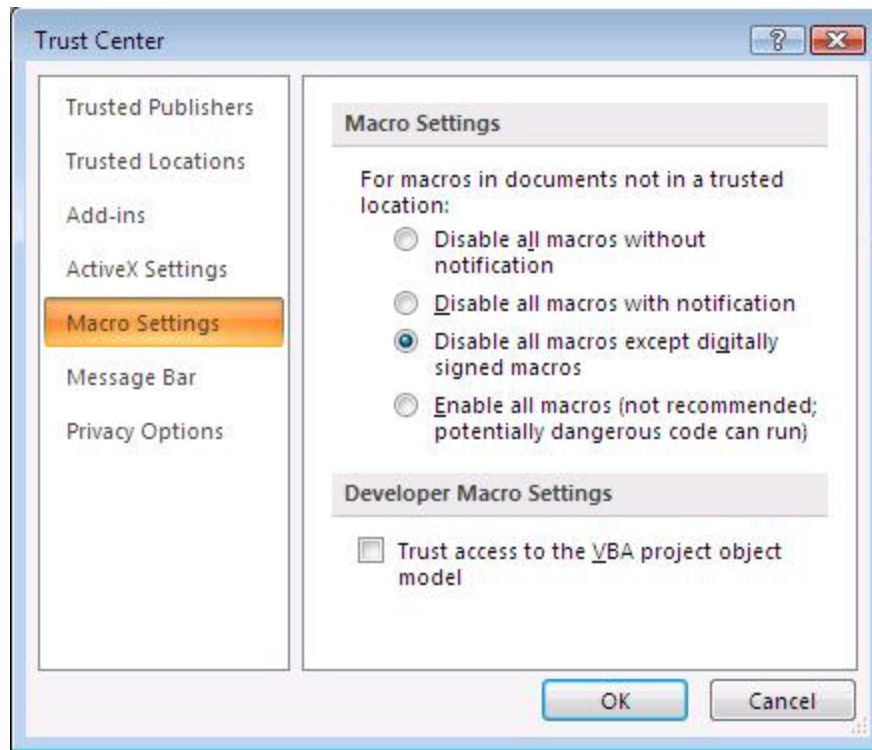 Trust Center
Trusted Publishers
Trusted Locations
Add-ins
ActiveX Settings
Macro Settings
Message Bar
Privacy Options
Macro Settings
For macros in documents not in a trusted
location:
Disable all macros without
notification
Disable all macros with notification
Disable all macros except digitally
signed macros
Enable all macros (not recommended;
potentially dangerous code can run)
Developer Macro Settings
Trust access to the VBA project object
model
OK
Cancel